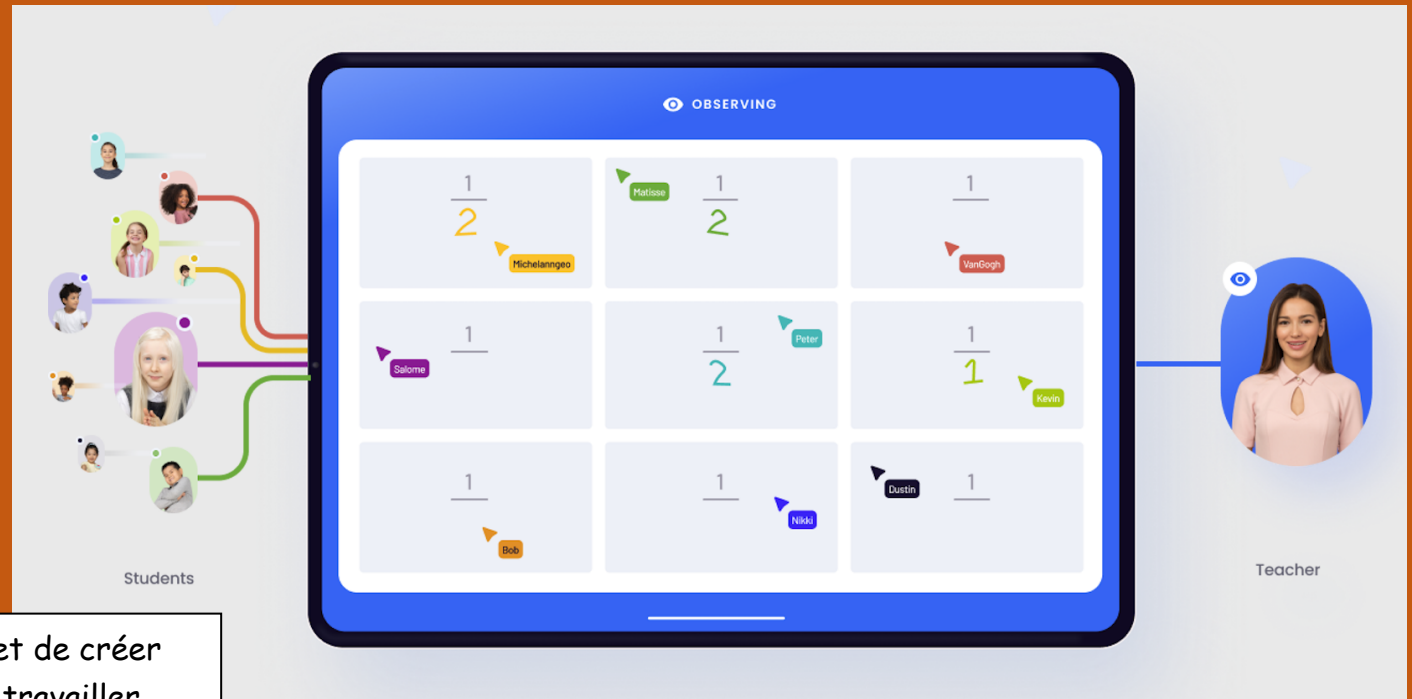 OBSERVING
1
2
Michelanngeo
Matisse
1
2
1
VanGogh
1
Salome
1
2
Peter
1
1
Kevin
1
Bob
1
Nikki
Dustin
1
Students
Teacher
et de créer
travailler